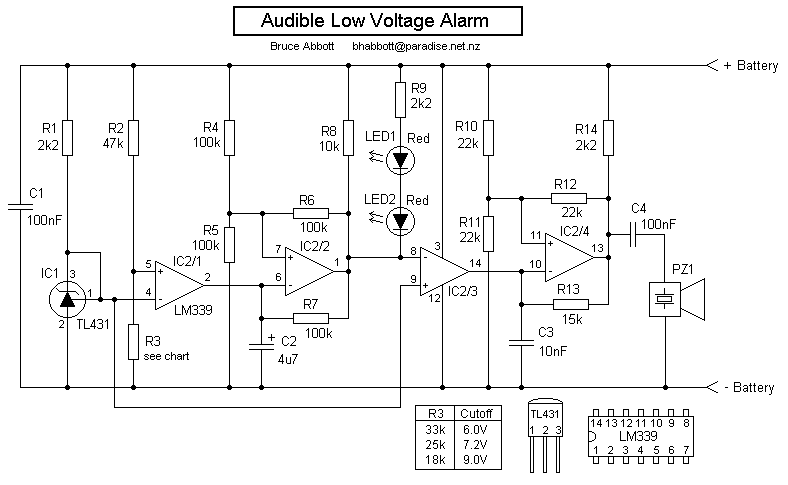 Audible Low Voltage Alarm
Bruce Abbott bhabbott@paradise.net.nz
+ Battery
R1
2k2
R2
47k
R4
100k
R8
10k
R9
2k2
LED1
Red
LED2
Red
R10
22k
R14
2k2
C1
100nF
R5
100k
R6
100k
R11
22k
R12
22k
C4
100nF
IC1
3
1
2
TL431
5
+
4
-
2
IC2/1
LM339
7
+
6
-
1
IC2/2
R7
100k
8
-
9
+
3
12
14
IC2/3
11
+
10
-
13
IC2/4
R13
15k
PZ1
R3
see chart
+
C2
4u7
C3
10nF
- Battery
R3 Cutoff
33k 6.0V
25k 7.2V
18k 9.0V
TL431
1 2 3
14 13 12 11 10 9 8
LM339
1 2 3 4 5 6 7